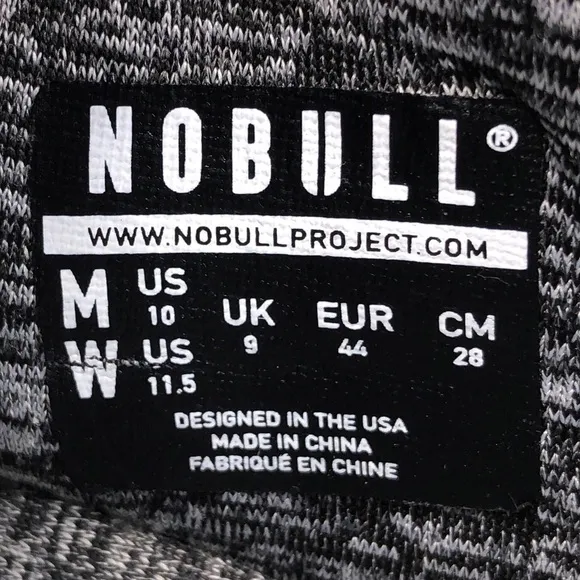 NOBULL®
WWW.NOBULLPROJECT.COM
M US 10 UK 9 EUR 44 CM 28
W US 11.5
DESIGNED IN THE USA
MADE IN CHINA
FABRIQUÉ EN CHINE